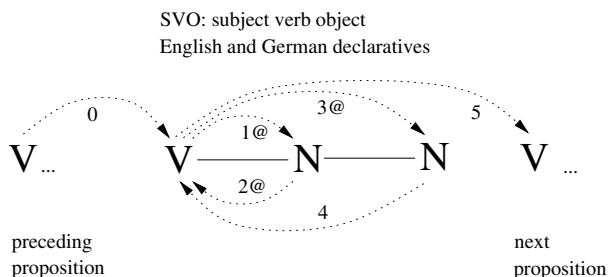 SVO: subject verb object
English and German declaratives
0
1@
3@
5
V ...
V
N
N
V ...
2@
4
preceding
proposition
next
proposition